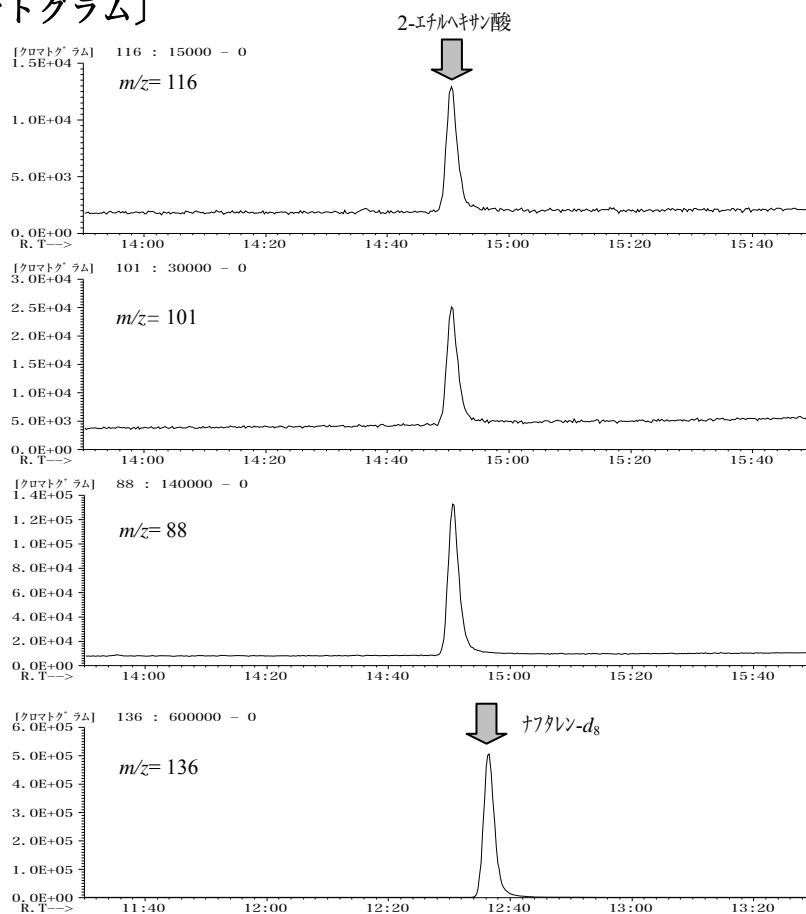 トグラム］
2-ｴﾁﾙﾍｷｻﾝ酸
[ｸﾛﾏﾄｸﾞﾗﾑ] 116 : 15000 - 0
1.5E+04
m/z= 116
1.0E+04
5.0E+03
0.0E+00
R.T--> 14:00 14:20 14:40 15:00 15:20 15:40
[ｸﾛﾏﾄｸﾞﾗﾑ] 101 : 30000 - 0
3.0E+04
2.5E+04
m/z= 101
2.0E+04
1.5E+04
1.0E+04
5.0E+03
0.0E+00
R.T--> 14:00 14:20 14:40 15:00 15:20 15:40
[ｸﾛﾏﾄｸﾞﾗﾑ] 88 : 140000 - 0
1.4E+05
1.2E+05
m/z= 88
1.0E+05
8.0E+04
6.0E+04
4.0E+04
2.0E+04
0.0E+00
R.T--> 14:00 14:20 14:40 15:00 15:20 15:40
[ｸﾛﾏﾄｸﾞﾗﾑ] 136 : 600000 - 0
ﾅﾌﾀﾚﾝ-d₈
6.0E+05
5.0E+05
m/z= 136
4.0E+05
3.0E+05
2.0E+05
1.0E+05
0.0E+00
R.T--> 11:40 12:00 12:20 12:40 13:00 13:20